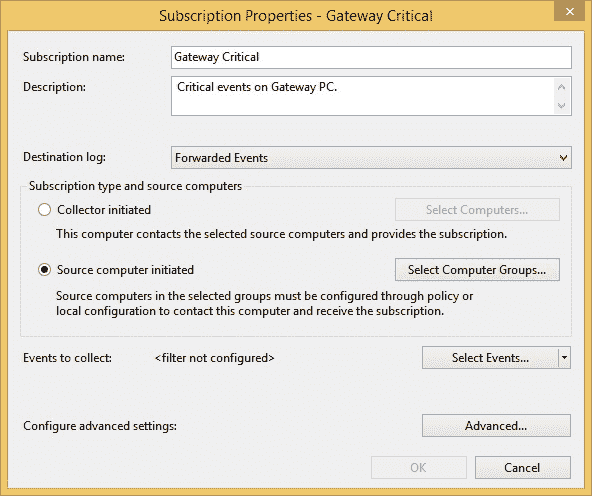 Subscription Properties - Gateway Critical
Subscription name: Gateway Critical
Description: Critical events on Gateway PC.
Destination log: Forwarded Events
Subscription type and source computers
Collector initiated Select Computers...
This computer contacts the selected source computers and provides the subscription.
Source computer initiated Select Computer Groups...
Source computers in the selected groups must be configured through policy or
local configuration to contact this computer and receive the subscription.
Events to collect: <filter not configured> Select Events...
Configure advanced settings: Advanced...
OK Cancel